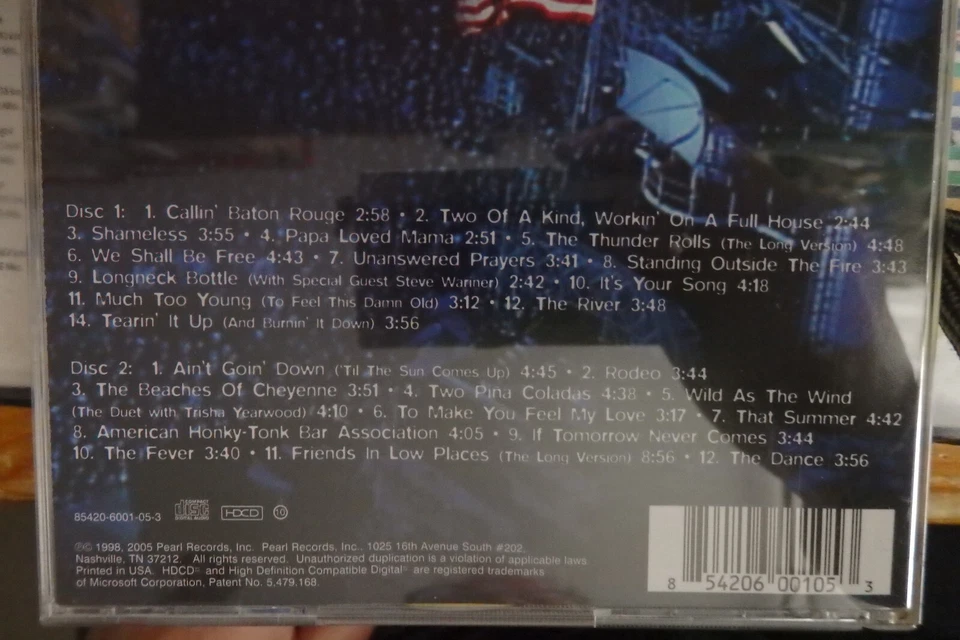 Disc 1: 1. Callin' Baton Rouge 2:58 • 2. Two Of A Kind, Workin' On A Full House 2:44
3. Shameless 3:55 • 4. Papa Loved Mama 2:51 • 5. The Thunder Rolls (The Long Version) 4:48
6. We Shall Be Free 4:43 • 7. Unanswered Prayers 3:41 • 8. Standing Outside The Fire 3:43
9. Longneck Bottle (With Special Guest Steve Wariner) 2:42 • 10. It's Your Song 4:18
11. Much Too Young (To Feel This Damn Old) 3:12 • 12. The River 3:48
14. Tearin' It Up (And Burnin' It Down) 3:56
Disc 2: 1. Ain't Goin' Down ('Til The Sun Comes Up) 4:45 • 2. Rodeo 3:44
3. The Beaches Of Cheyenne 3:51 • 4. Two Pina Coladas 4:38 • 5. Wild As The Wind
(The Duet with Trisha Yearwood) 4:10 • 6. To Make You Feel My Love 3:17 • 7. That Summer 4:42
8. American Honky-Tonk Bar Association 4:05 • 9. If Tomorrow Never Comes 3:44
10. The Fever 3:40 • 11. Friends In Low Places (The Long Version) 8:56 • 12. The Dance 3:56
85420-6001-05-3 COMPACT disc DIGITAL AUDIO HDCD 10
℗© 1998, 2005 Pearl Records, Inc. Pearl Records, Inc., 1025 16th Avenue South #202,
Nashville, TN 37212. All rights reserved. Unauthorized duplication is a violation of applicable laws.
Printed in USA. HDCD® and High Definition Compatible Digital® are registered trademarks
of Microsoft Corporation, Patent No. 5,479,168.
8 54206 00105 3